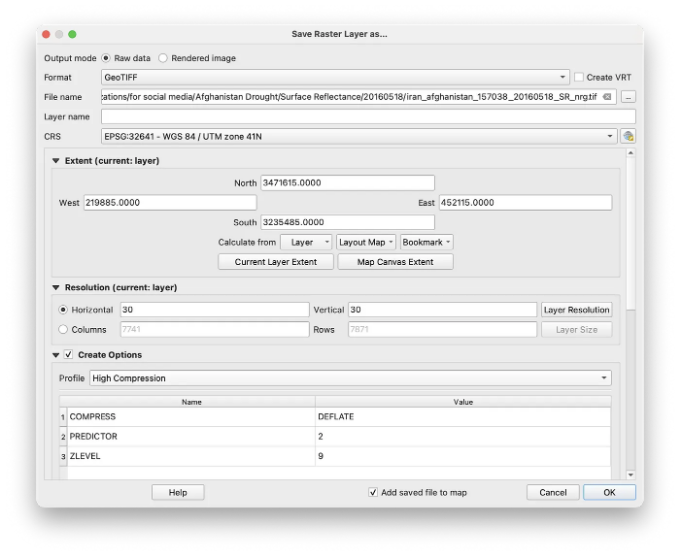 Save Raster Layer as...
Output mode Raw data Rendered image
Format GeoTIFF Create VRT
File name :ations/for social media/Afghanistan Drought/Surface Reflectance/20160518/iran_afghanistan_157038_20160518_SR_nrg.tif ...
Layer name
CRS EPSG:32641 - WGS 84 / UTM zone 41N
Extent (current: layer)
North 3471615.0000
West 219885.0000 East 452115.0000
South 3235485.0000
Calculate from Layer Layout Map Bookmark
Current Layer Extent Map Canvas Extent
Resolution (current: layer)
Horizontal 30 Vertical 30 Layer Resolution
Columns 7741 Rows 7871 Layer Size
Create Options
Profile High Compression
Name Value
1 COMPRESS DEFLATE
2 PREDICTOR 2
3 ZLEVEL 9
Help Add saved file to map Cancel OK